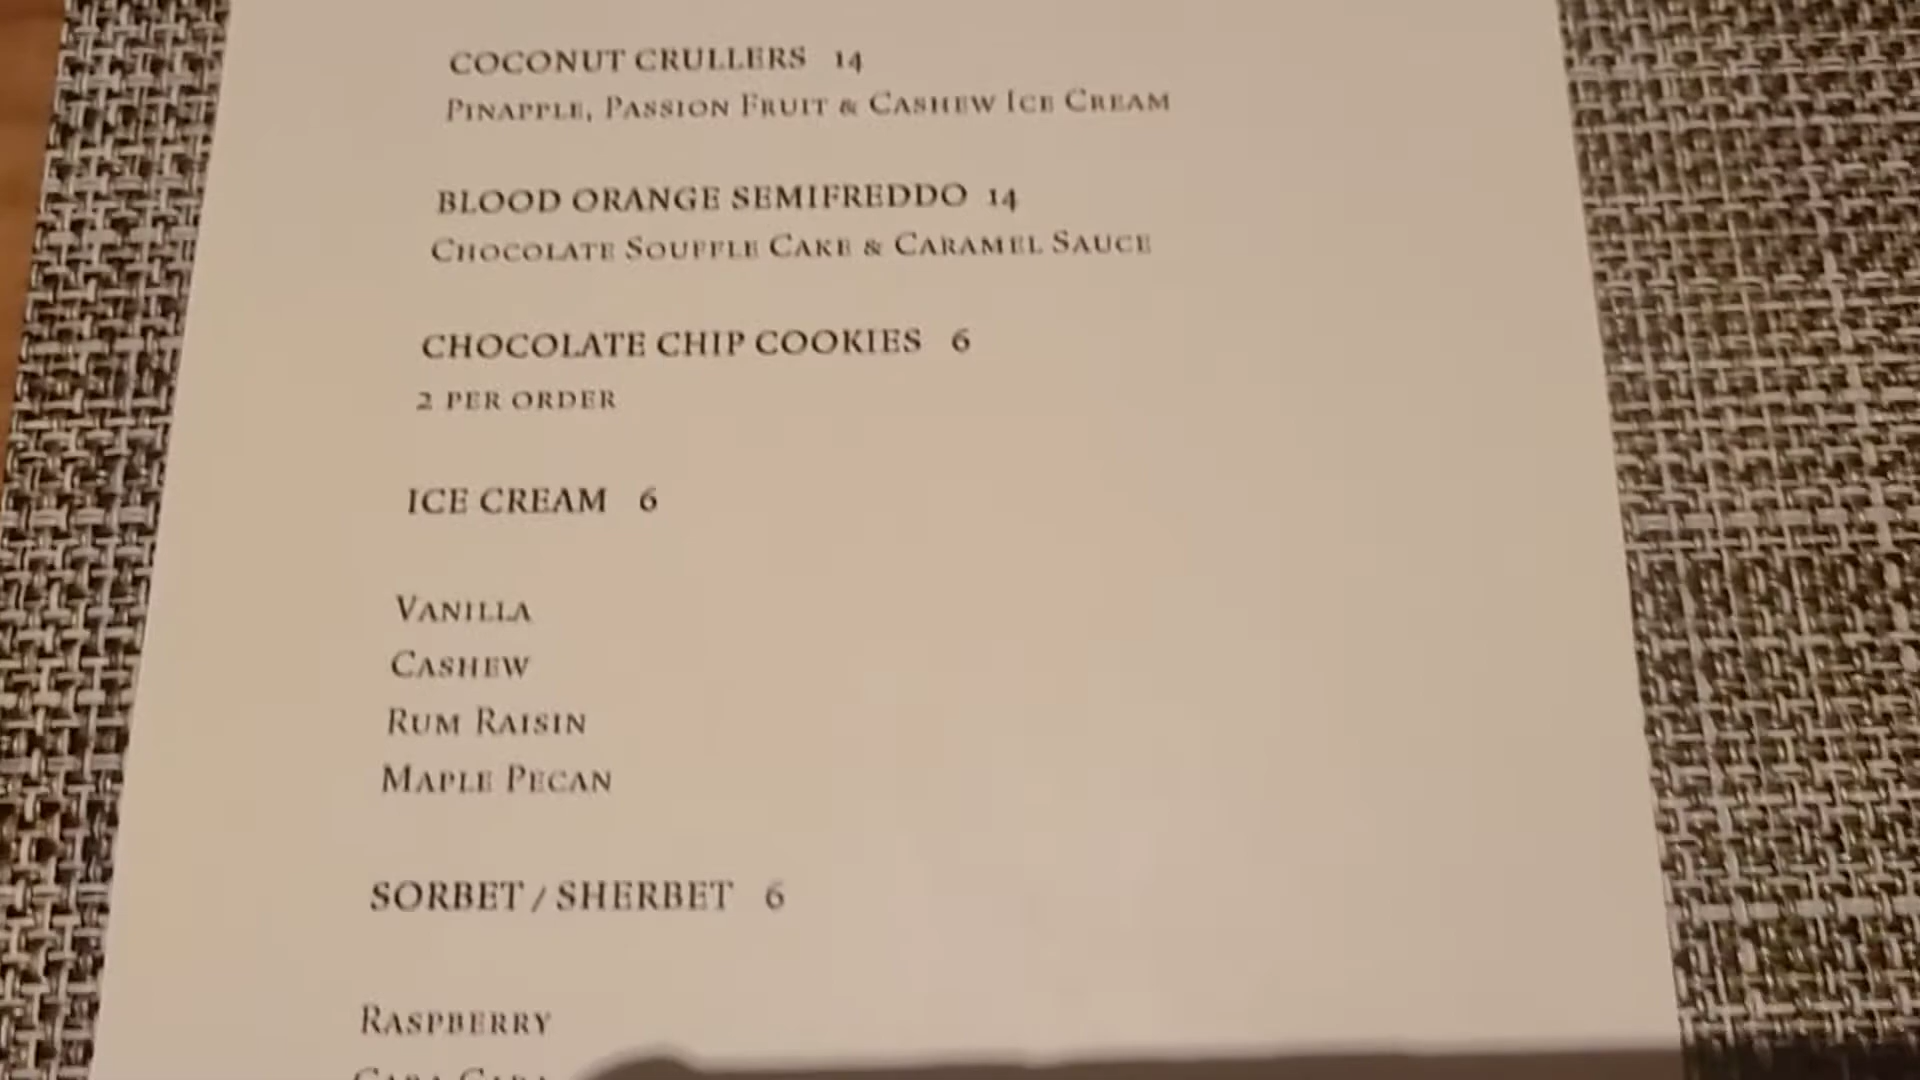 COCONUT CRULLERS 14
PINAPPLE, PASSION FRUIT & CASHEW ICE CREAM
BLOOD ORANGE SEMIFREDDO 14
CHOCOLATE SOUFFLE CAKE & CARAMEL SAUCE
CHOCOLATE CHIP COOKIES 6
2 PER ORDER
ICE CREAM 6
VANILLA
CASHEW
RUM RAISIN
MAPLE PECAN
SORBET / SHERBET 6
RASPBERRY
CARA CARA